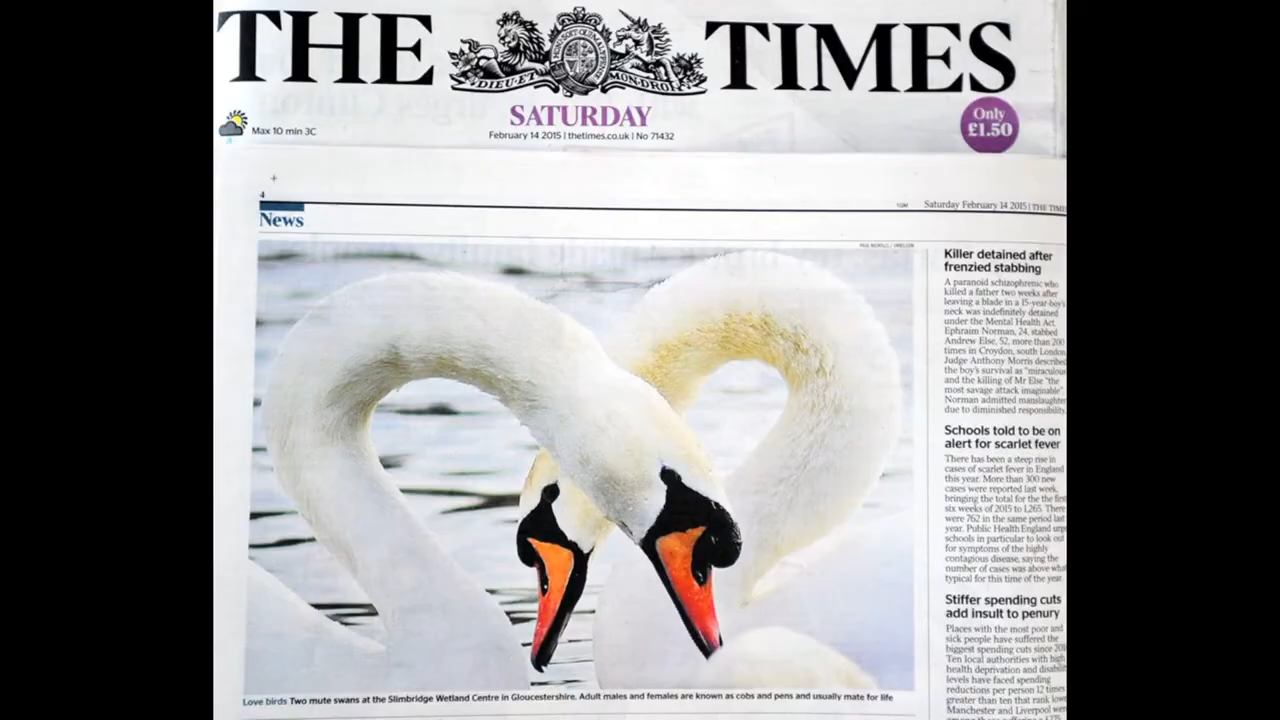 THE TIMES
DIEU·ET MON·DROI
SATURDAY
February 14 2015 | thetimes.co.uk | No 71432
Max 10 min 3C
Only
£1.50
4
News
Saturday February 14 2015 | THE TIME
Killer detained after
frenzied stabbing
A paranoid schizophrenic who
killed a father two weeks after
leaving a blade in a 15-year-boy's
neck was indefinitely detained
under the Mental Health Act.
Ephraim Norman, 24, stabbed
Andrew Else, 52, more than 200
times in Croydon, south London.
Judge Anthony Morris described
the boy's survival as "miraculous"
and the killing of Mr Else "the
most savage attack imaginable".
Norman admitted manslaughter
due to diminished responsibility.
Schools told to be on
alert for scarlet fever
There has been a steep rise in
cases of scarlet fever in England
this year. More than 300 new
cases were reported last week,
bringing the total for the the first
six weeks of 2015 to 1,265. There
were 762 in the same period last
year. Public Health England urge
schools in particular to look out
for symptoms of the highly
contagious disease, saying the
number of cases was above what
typical for this time of the year.
Stiffer spending cuts
add insult to penury
Places with the most poor and
sick people have suffered the
biggest spending cuts since 20
Ten local authorities with high
health deprivation and disabili
levels have faced spending
reductions per person 12 times
greater than ten that rank lowe
Manchester and Liverpool wer
Love birds Two mute swans at the Slimbridge Wetland Centre in Gloucestershire. Adult males and females are known as cobs and pens and usually mate for life